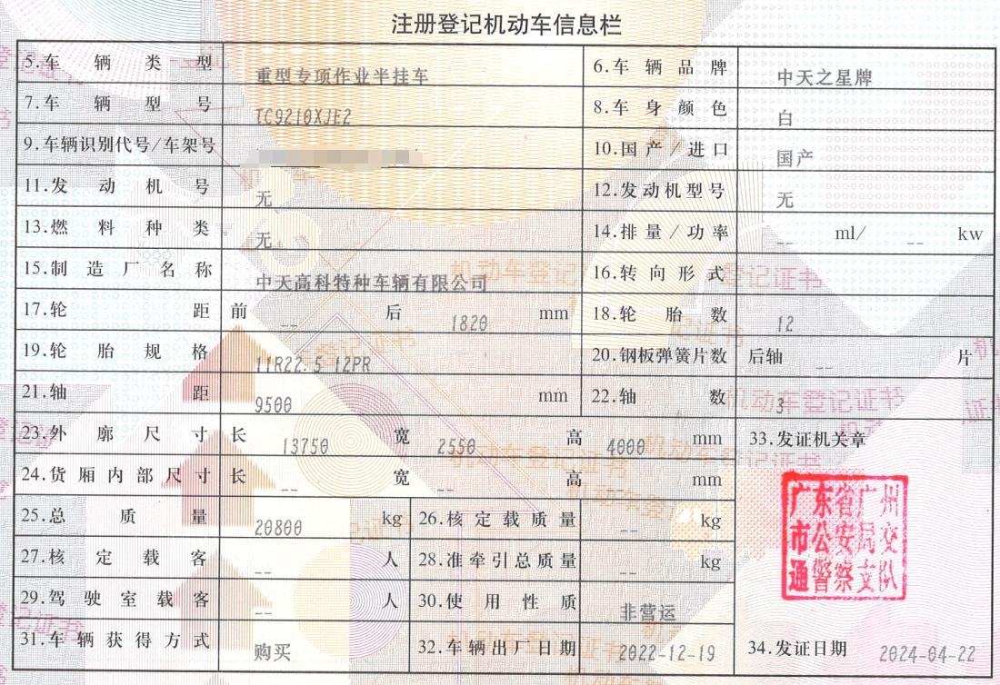 注册登记机动车信息栏
5.车辆类型 重型专项作业半挂车 6.车辆品牌 中天之星牌
7.车辆型号 TC9210XJE2 8.车身颜色 白
9.车辆识别代号/车架号 10.国产/进口 国产
11.发动机号 无 12.发动机型号 无
13.燃料种类 无 14.排量/功率 -- ml/ -- kw
15.制造厂名称 中天高科特种车辆有限公司 16.转向形式
17.轮距 前 -- 后 1820 mm 18.轮胎数 12
19.轮胎规格 11R22.5 12PR 20.钢板弹簧片数 后轴 -- 片
21.轴距 9500 mm 22.轴数 3
23.外廓尺寸 长 13750 宽 2550 高 4000 mm 33.发证机关章
24.货厢内部尺寸 长 -- 宽 -- 高 -- mm
25.总质量 20800 kg 26.核定载质量 -- kg
27.核定载客 -- 人 28.准牵引总质量 -- kg
29.驾驶室载客 -- 人 30.使用性质 非营运
31.车辆获得方式 购买 32.车辆出厂日期 2022-12-19 34.发证日期 2024-04-22
广东省广州
市公安局交
通警察支队